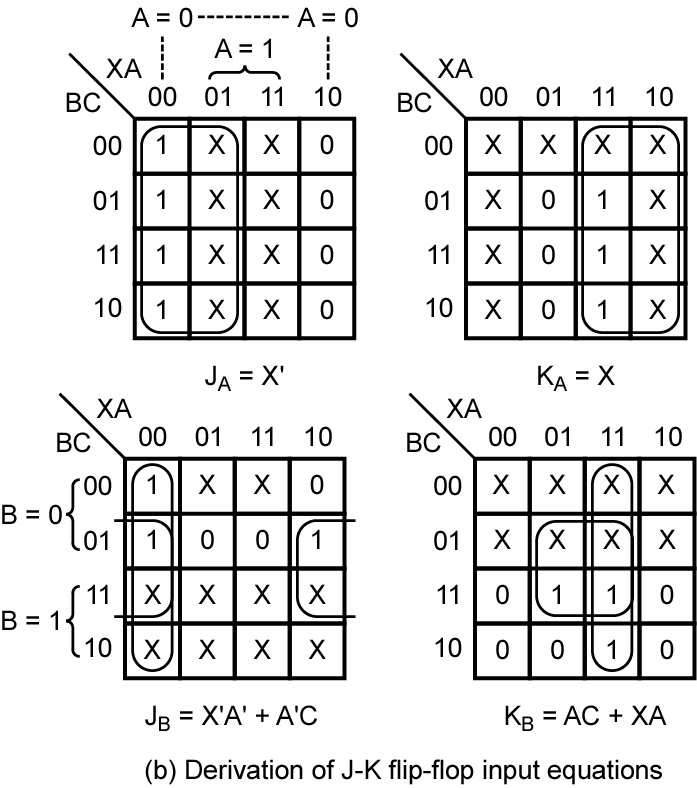 A = 0 ------------ A = 0
A = 1
XA XA
BC 00 01 11 10 BC 00 01 11 10
00 1 X X 0 00 X X X X
01 1 X X 0 01 X 0 1 X
11 1 X X 0 11 X 0 1 X
10 1 X X 0 10 X 0 1 X
J_A = X' K_A = X
XA XA
BC 00 01 11 10 BC 00 01 11 10
B = 0 { 00 1 X X 0 00 X X X X
01 1 0 0 1 01 X X X X
B = 1 { 11 X X X X 11 0 1 1 0
10 X X X X 10 0 0 1 0
J_B = X'A' + A'C K_B = AC + XA
(b) Derivation of J-K flip-flop input equations